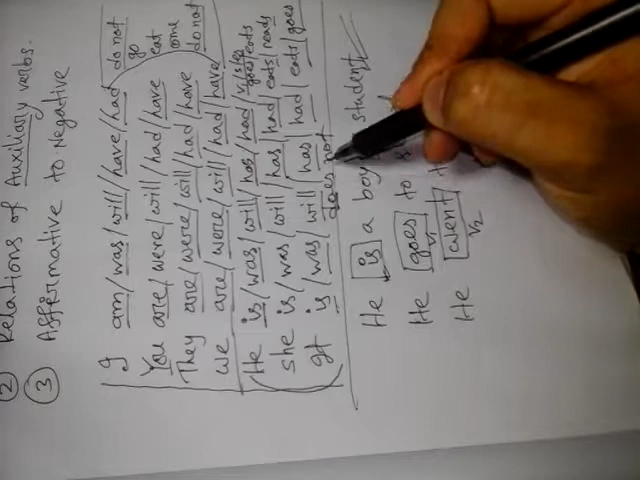 ② Relations of Auxiliary verbs.
③ Affirmative to Negative
I am/was/will/have/had do not
go
You are/were/will/had/have eat
come
They are/were/will/had/have do not
we are/were/will/had/have
He is/was/will/has/had/ goes eats
she is/was/will/has/had eats/reads
It is/was/will/has/had/eats/goes
does not
He is a boy student
He goes to
V₁
He went t
V₂